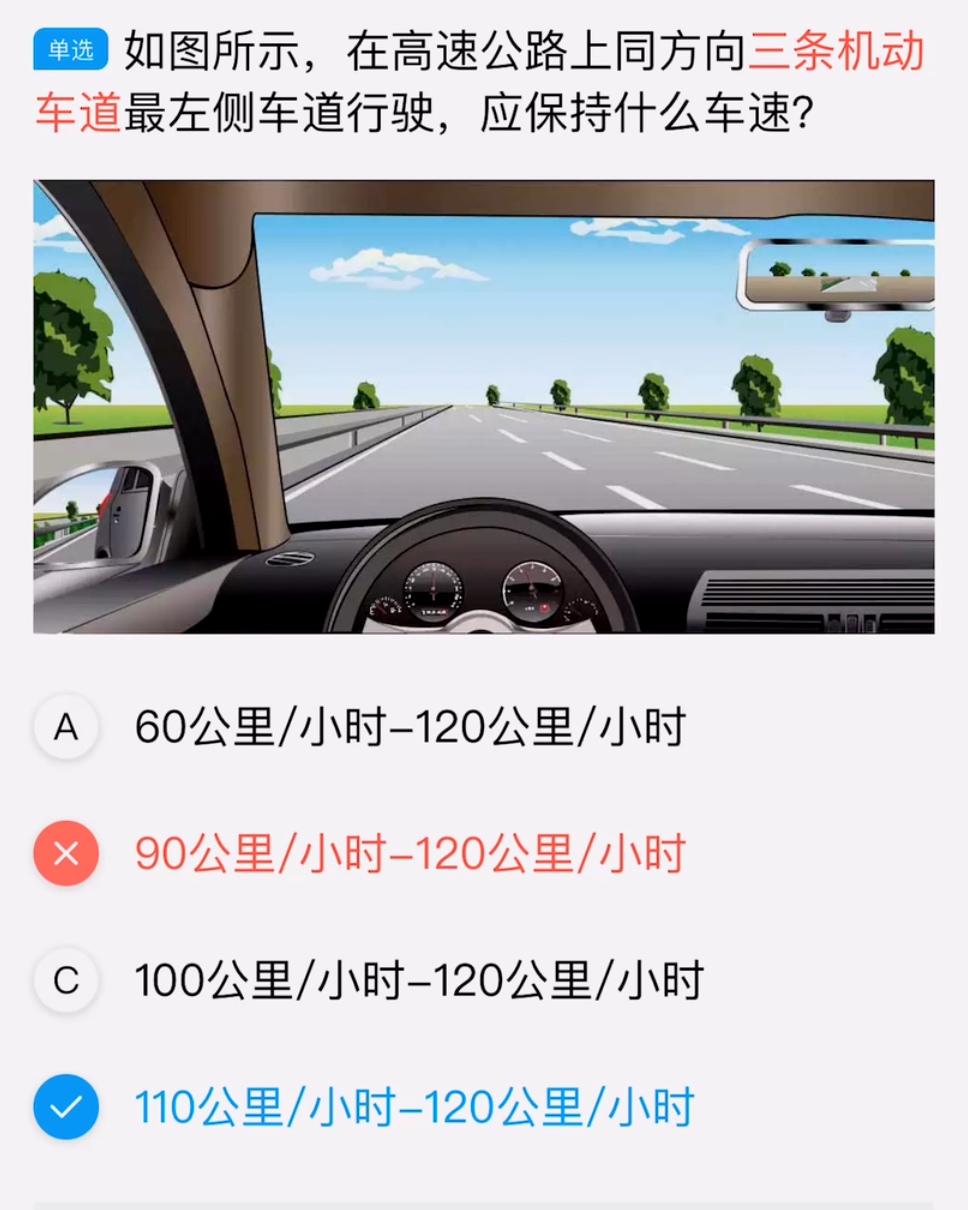 单选 如图所示，在高速公路上同方向三条机动
车道最左侧车道行驶，应保持什么车速？
A 60公里/小时–120公里/小时
90公里/小时–120公里/小时
C 100公里/小时–120公里/小时
110公里/小时–120公里/小时